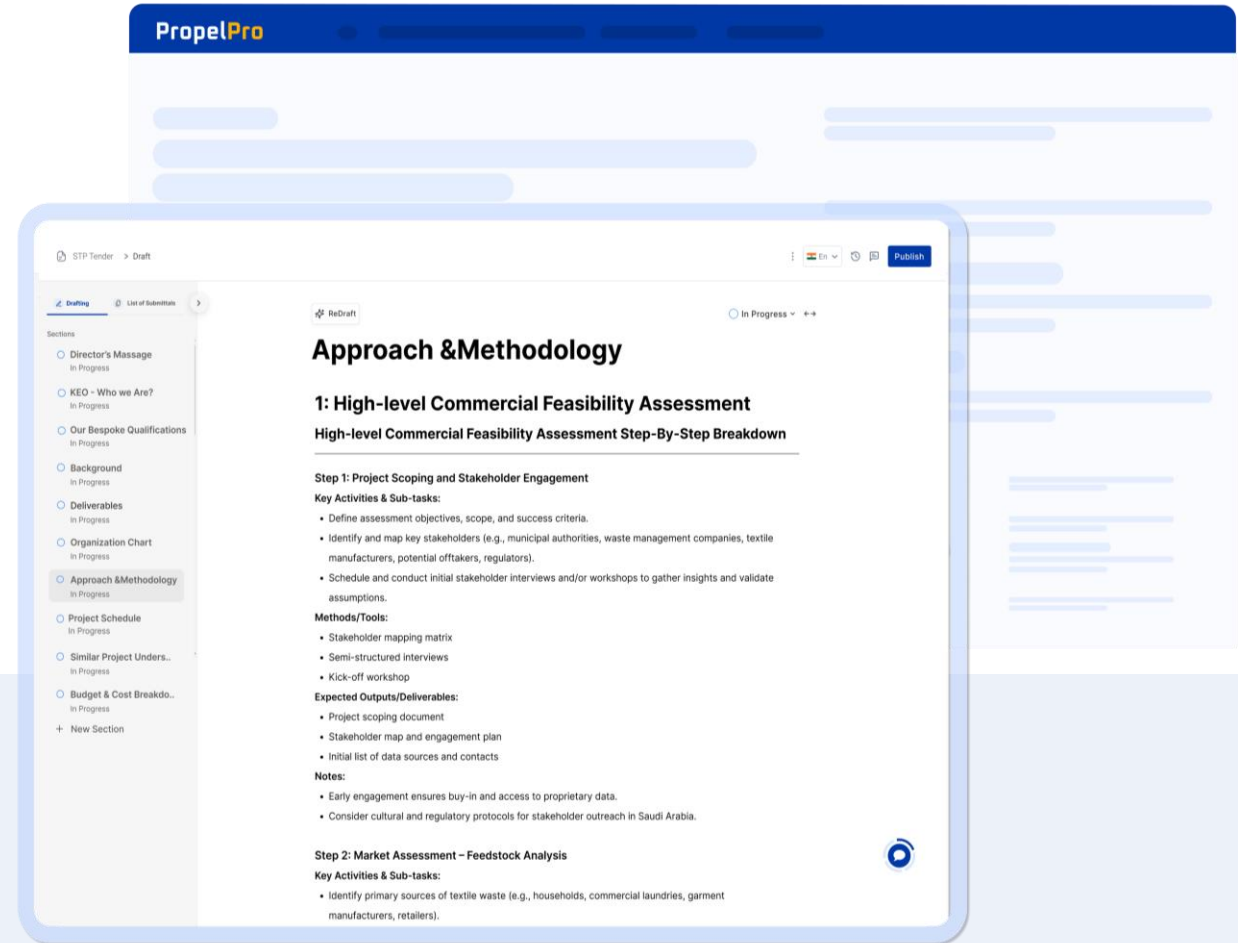 PropelPro
STP Tender > Draft
En
Publish
Drafting
List of Submittals
Sections
Director's Massage
In Progress
KEO - Who we Are?
In Progress
Our Bespoke Qualifications
In Progress
Background
In Progress
Deliverables
In Progress
Organization Chart
In Progress
Approach &Methodology
In Progress
Project Schedule
In Progress
Similar Project Unders..
In Progress
Budget & Cost Breakdo..
In Progress
+ New Section
ReDraft
In Progress
Approach &Methodology
1: High-level Commercial Feasibility Assessment
High-level Commercial Feasibility Assessment Step-By-Step Breakdown
Step 1: Project Scoping and Stakeholder Engagement
Key Activities & Sub-tasks:
• Define assessment objectives, scope, and success criteria.
• Identify and map key stakeholders (e.g., municipal authorities, waste management companies, textile
manufacturers, potential offtakers, regulators).
• Schedule and conduct initial stakeholder interviews and/or workshops to gather insights and validate
assumptions.
Methods/Tools:
• Stakeholder mapping matrix
• Semi-structured interviews
• Kick-off workshop
Expected Outputs/Deliverables:
• Project scoping document
• Stakeholder map and engagement plan
• Initial list of data sources and contacts
Notes:
• Early engagement ensures buy-in and access to proprietary data.
• Consider cultural and regulatory protocols for stakeholder outreach in Saudi Arabia.
Step 2: Market Assessment – Feedstock Analysis
Key Activities & Sub-tasks:
• Identify primary sources of textile waste (e.g., households, commercial laundries, garment
manufacturers, retailers).